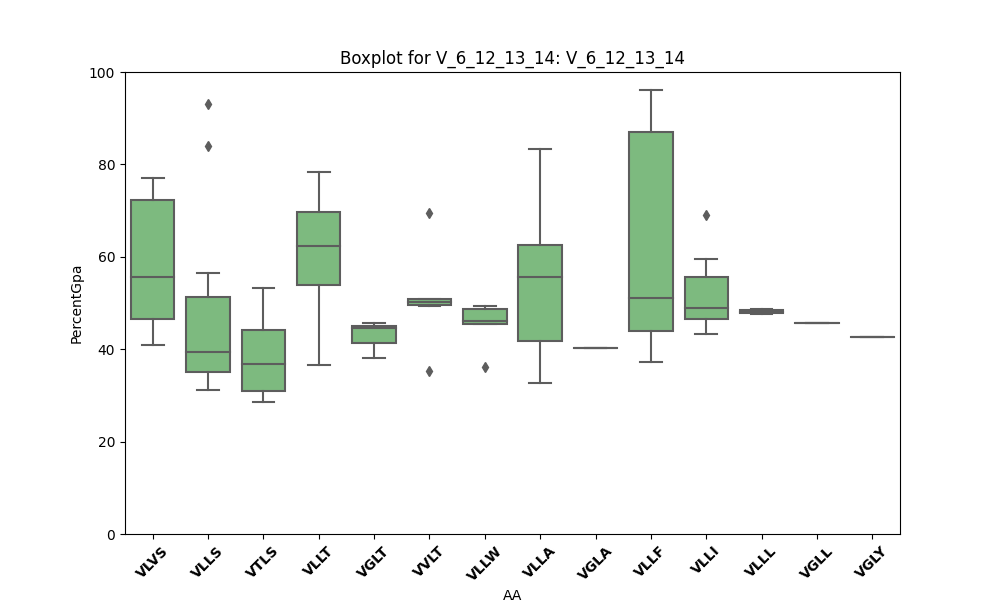 Boxplot for V_6_12_13_14: V_6_12_13_14
PercentGpa
100
80
60
40
20
0
VLVS VLLS VTLS VLLT VGLT VVLT VLLW VLLA VGLA VLLF VLLI VLLL VGLL VGLY
AA